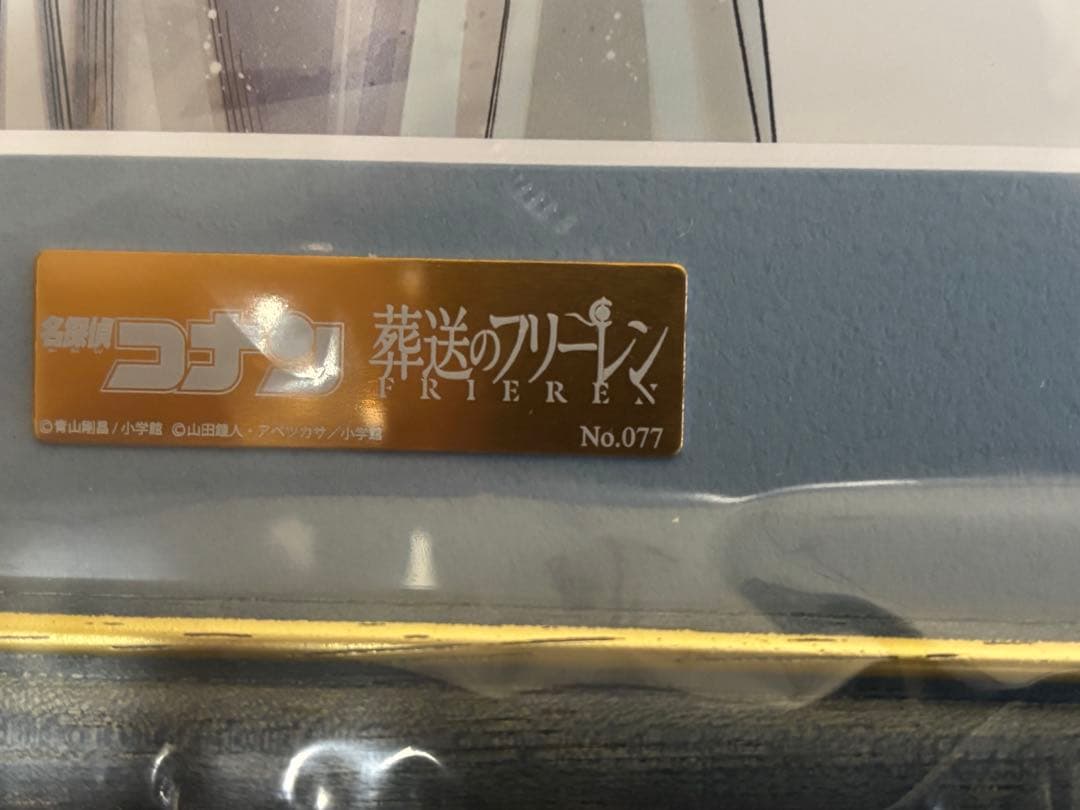 名探偵コナン 葬送のフリーレン
FRIEREN
©青山剛昌/小学館 ©山田鐘人・アベツカサ/小学館
No.077